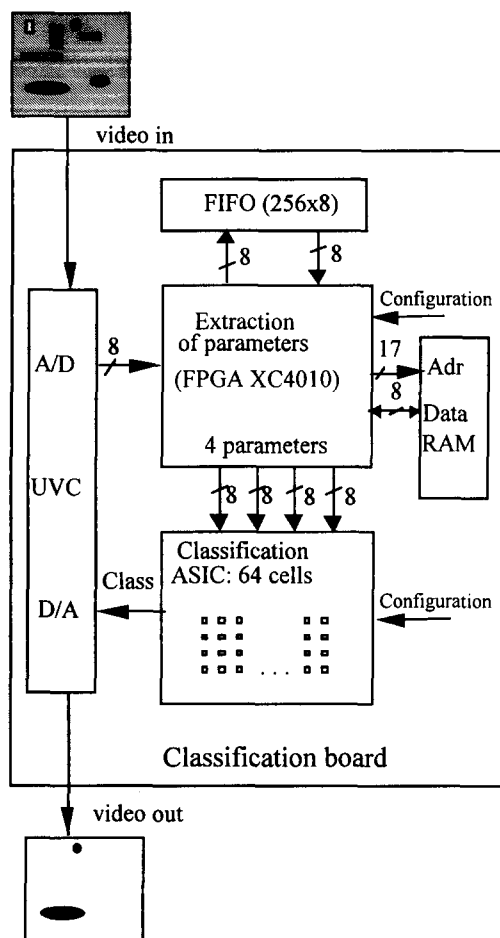 video in
FIFO (256x8)
8
8
Configuration
A/D
8
Extraction
of parameters
(FPGA XC4010)
17
Adr
8
Data
RAM
4 parameters
8
8
8
8
UVC
Classification
ASIC: 64 cells
Class
D/A
Configuration
. . .
Classification board
video out